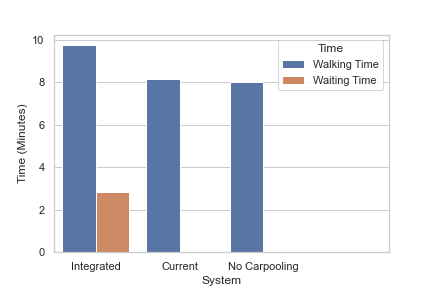 10
8
6
4
2
0
Time (Minutes)
Time
Walking Time
Waiting Time
Integrated
Current
No Carpooling
System